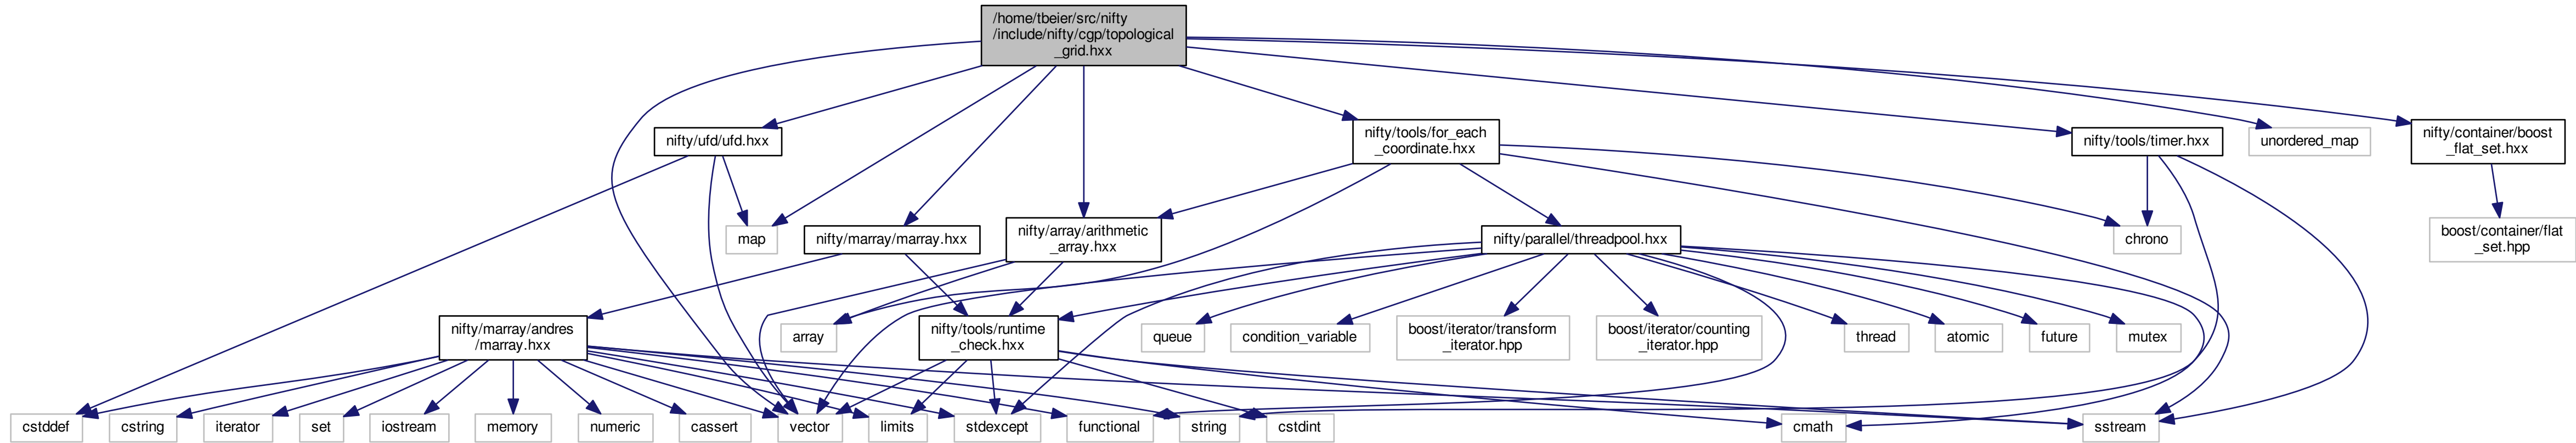 /home/tbeier/src/nifty
/include/nifty/cgp/topological
_grid.hxx
nifty/ufd/ufd.hxx
nifty/tools/for_each
_coordinate.hxx
nifty/tools/timer.hxx
unordered_map
nifty/container/boost
_flat_set.hxx
map
nifty/marray/marray.hxx
nifty/array/arithmetic
_array.hxx
nifty/parallel/threadpool.hxx
chrono
boost/container/flat
_set.hpp
nifty/marray/andres
/marray.hxx
array
nifty/tools/runtime
_check.hxx
queue
condition_variable
boost/iterator/transform
_iterator.hpp
boost/iterator/counting
_iterator.hpp
thread
atomic
future
mutex
cstddef
cstring
iterator
set
iostream
memory
numeric
cassert
vector
limits
stdexcept
functional
string
cstdint
cmath
sstream